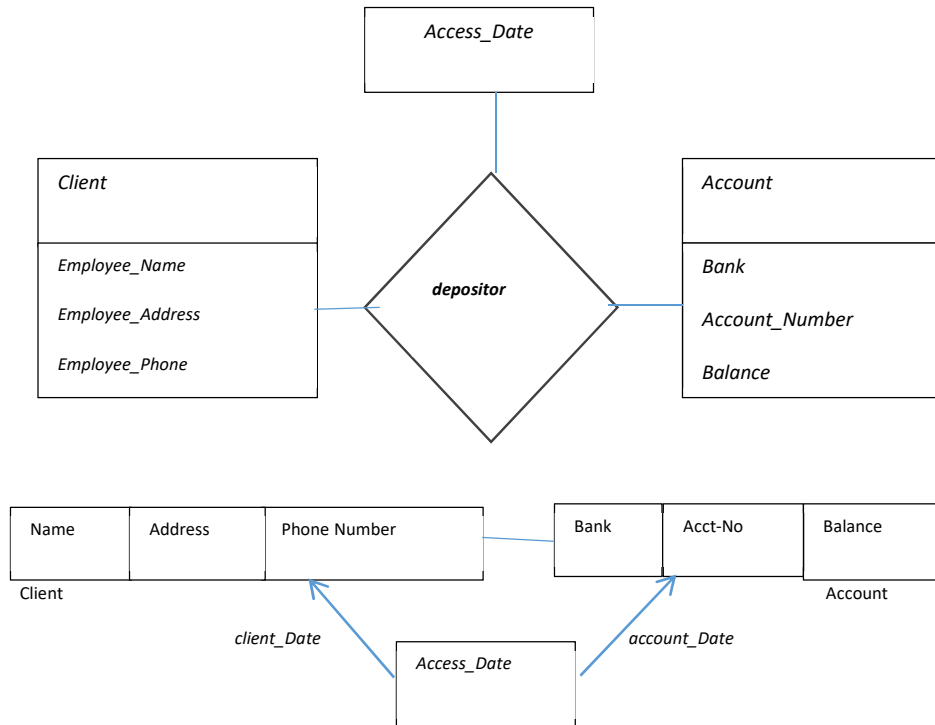 Access_Date
Client
Employee_Name
Employee_Address
Employee_Phone
depositor
Account
Bank
Account_Number
Balance
Name Address Phone Number
Client
Bank Acct-No Balance
Account
client_Date
account_Date
Access_Date